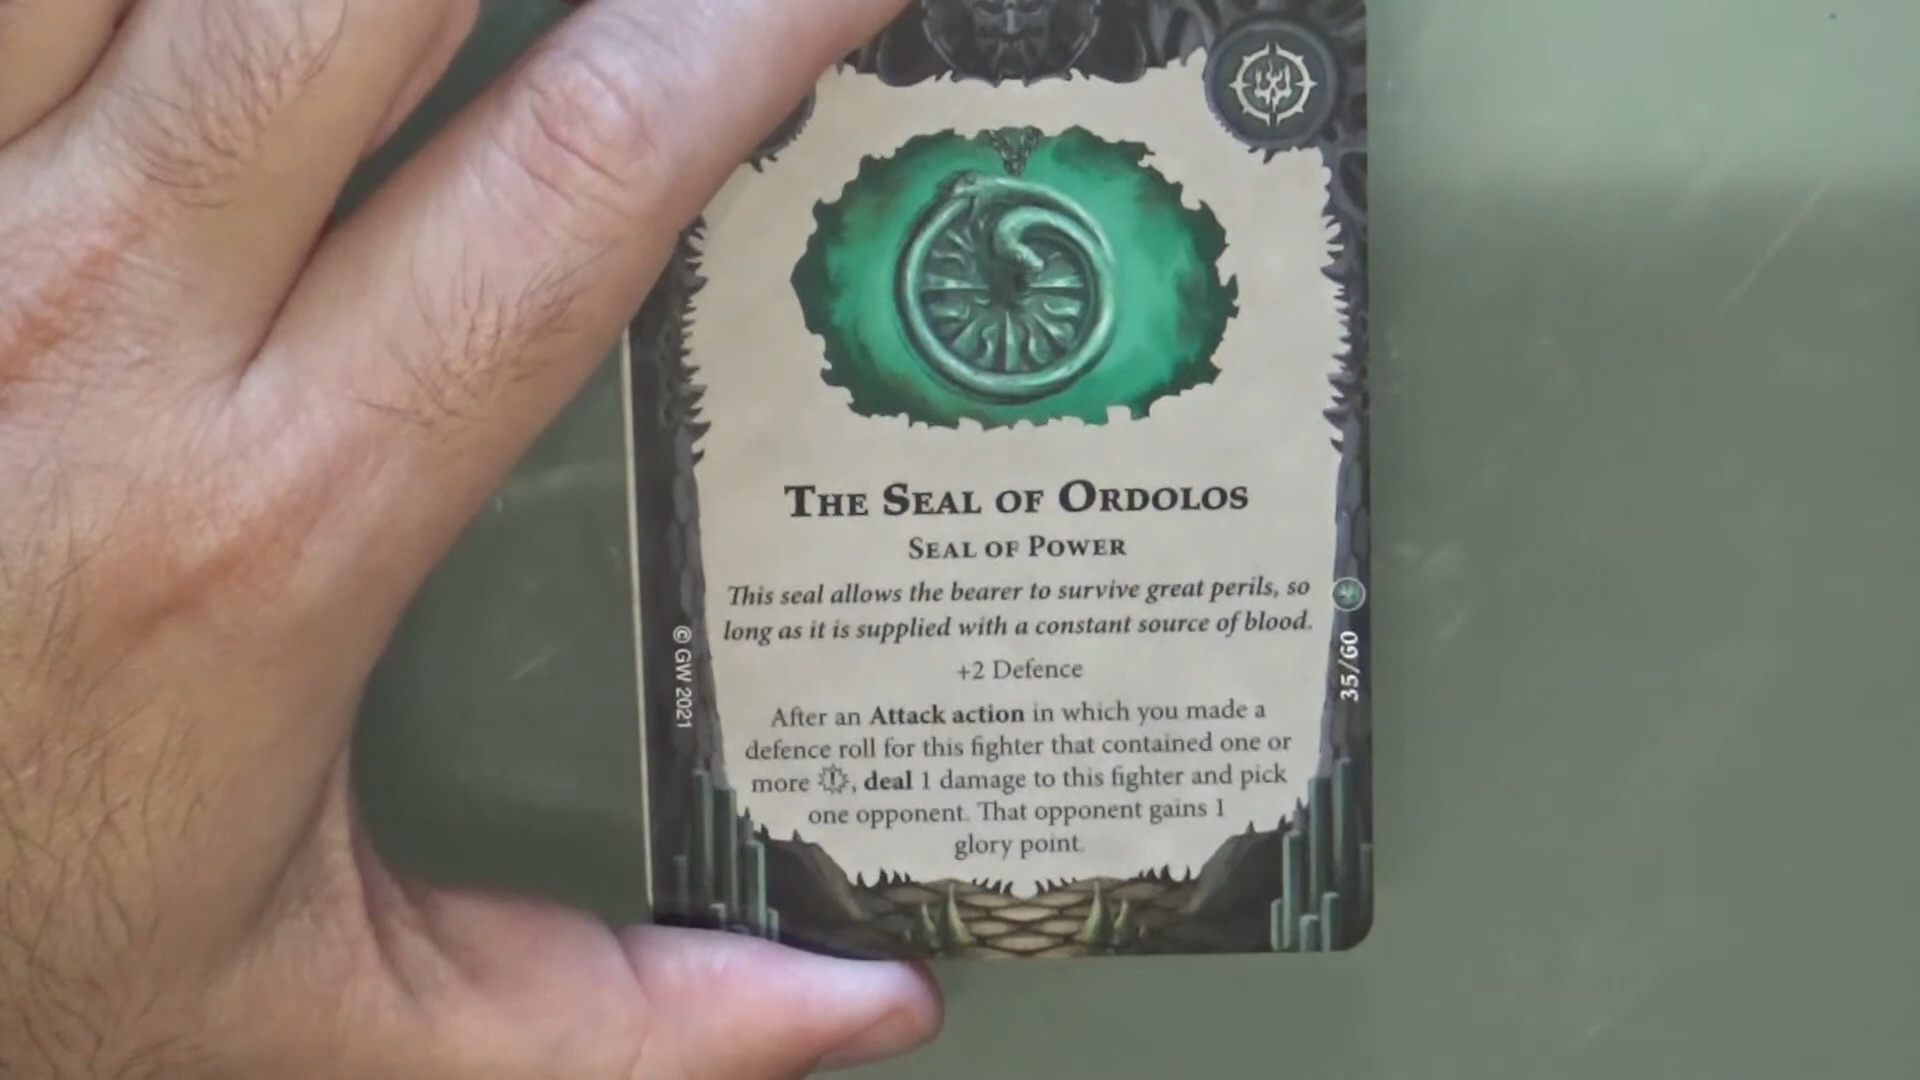 THE SEAL OF ORDOLOS
SEAL OF POWER
This seal allows the bearer to survive great perils, so
long as it is supplied with a constant source of blood.
+2 Defence
After an Attack action in which you made a
defence roll for this fighter that contained one or
more , deal 1 damage to this fighter and pick
one opponent. That opponent gains 1
glory point.
© GW 2021
35/60